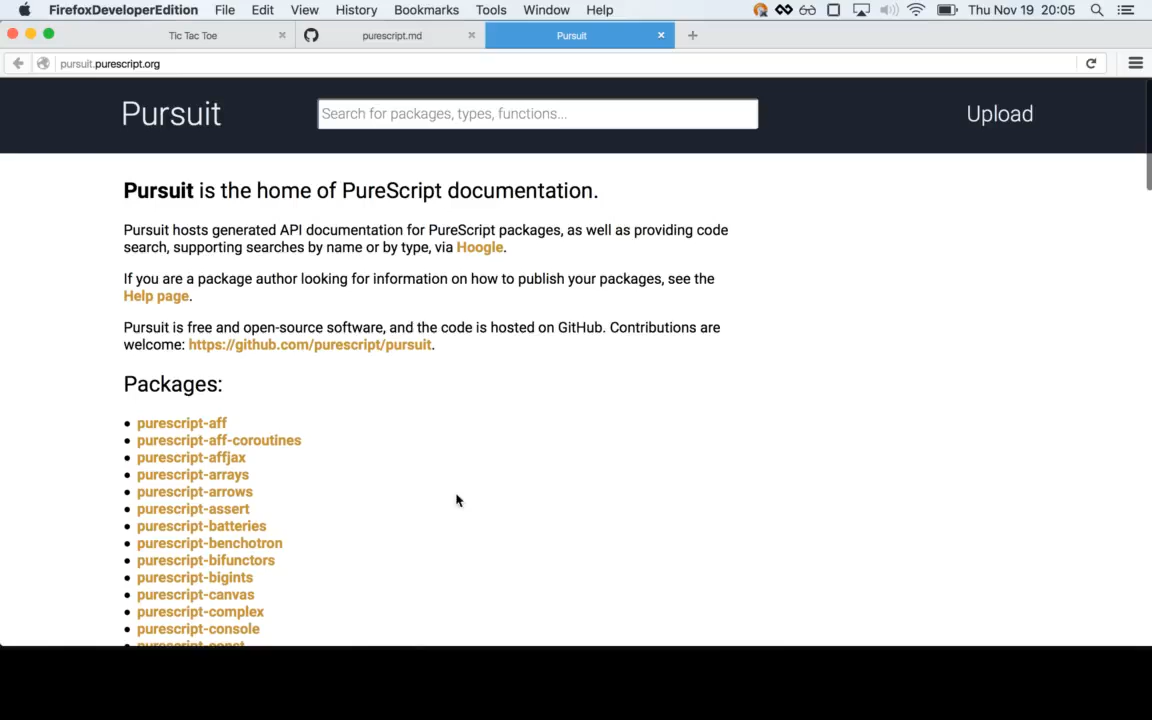 FirefoxDeveloperEdition File Edit View History Bookmarks Tools Window Help Thu Nov 19 20:05
Tic Tac Toe purescript.md Pursuit
pursuit.purescript.org
Pursuit Search for packages, types, functions... Upload
Pursuit is the home of PureScript documentation.
Pursuit hosts generated API documentation for PureScript packages, as well as providing code
search, supporting searches by name or by type, via Hoogle.
If you are a package author looking for information on how to publish your packages, see the
Help page.
Pursuit is free and open-source software, and the code is hosted on GitHub. Contributions are
welcome: https://github.com/purescript/pursuit.
Packages:
purescript-aff
purescript-aff-coroutines
purescript-affjax
purescript-arrays
purescript-arrows
purescript-assert
purescript-batteries
purescript-benchotron
purescript-bifunctors
purescript-bigints
purescript-canvas
purescript-complex
purescript-console